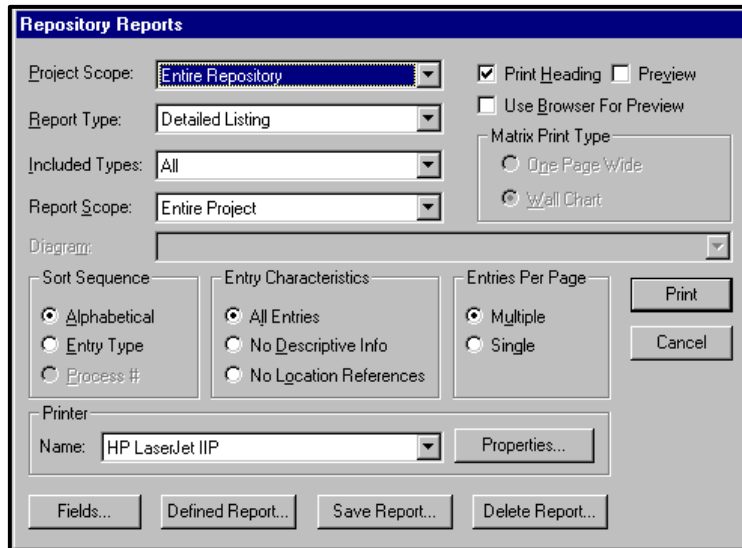 Repository Reports
Project Scope: Entire Repository
Print Heading Preview
Report Type: Detailed Listing
Use Browser For Preview
Included Types: All
Matrix Print Type
One Page Wide
Wall Chart
Report Scope: Entire Project
Diagram:
Sort Sequence
Alphabetical
Entry Type
Process #
Entry Characteristics
All Entries
No Descriptive Info
No Location References
Entries Per Page
Multiple
Single
Print
Cancel
Printer
Name: HP LaserJet IIP Properties...
Fields... Defined Report... Save Report... Delete Report...